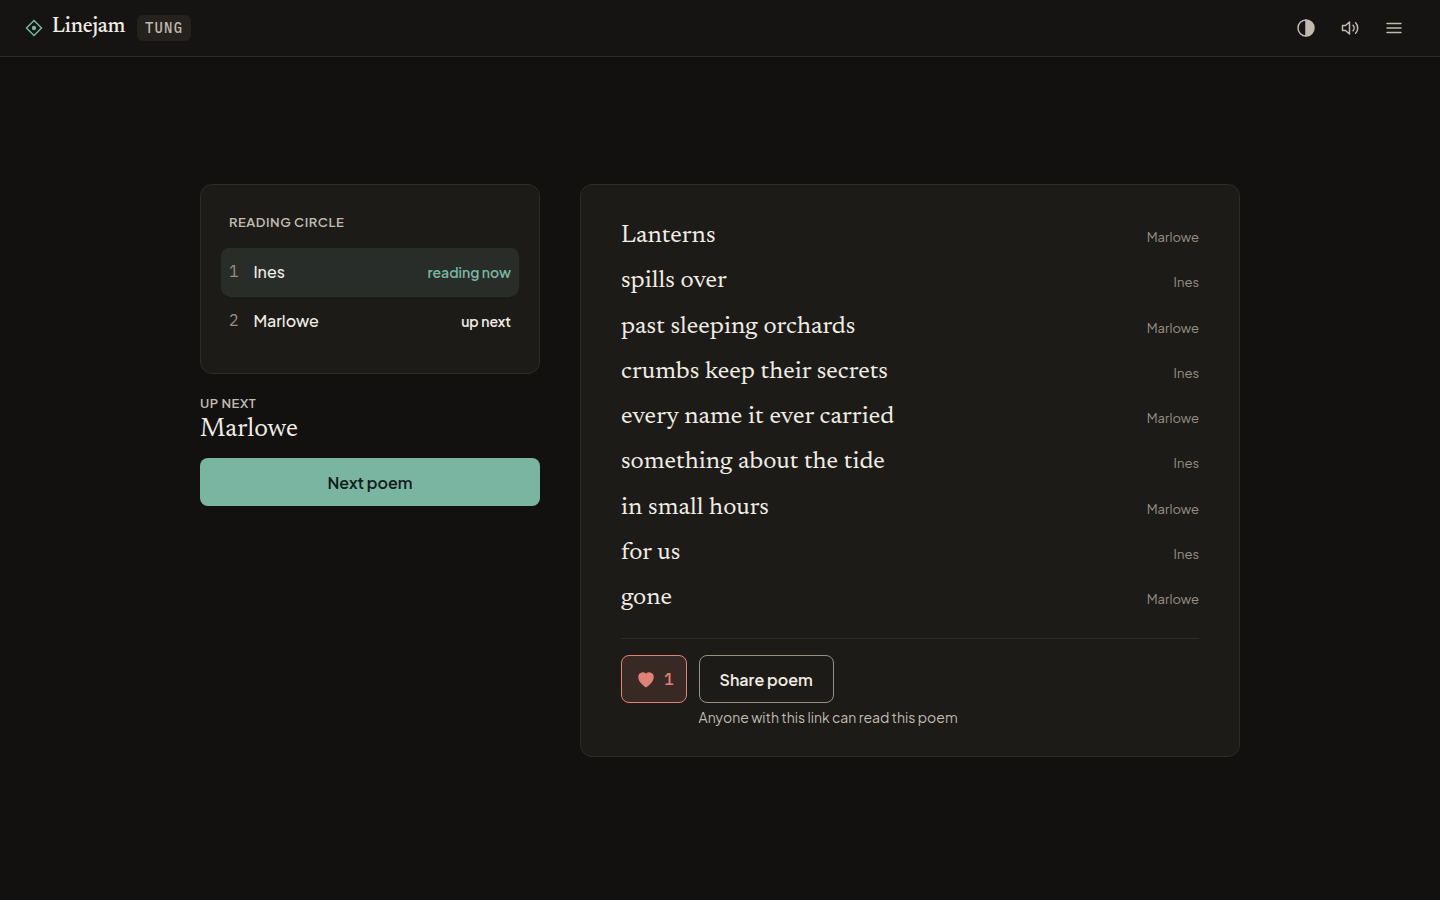 Linejam TUNG
READING CIRCLE
1 Ines reading now
2 Marlowe up next
UP NEXT
Marlowe
Next poem
Lanterns Marlowe
spills over Ines
past sleeping orchards Marlowe
crumbs keep their secrets Ines
every name it ever carried Marlowe
something about the tide Ines
in small hours Marlowe
for us Ines
gone Marlowe
1 Share poem
Anyone with this link can read this poem